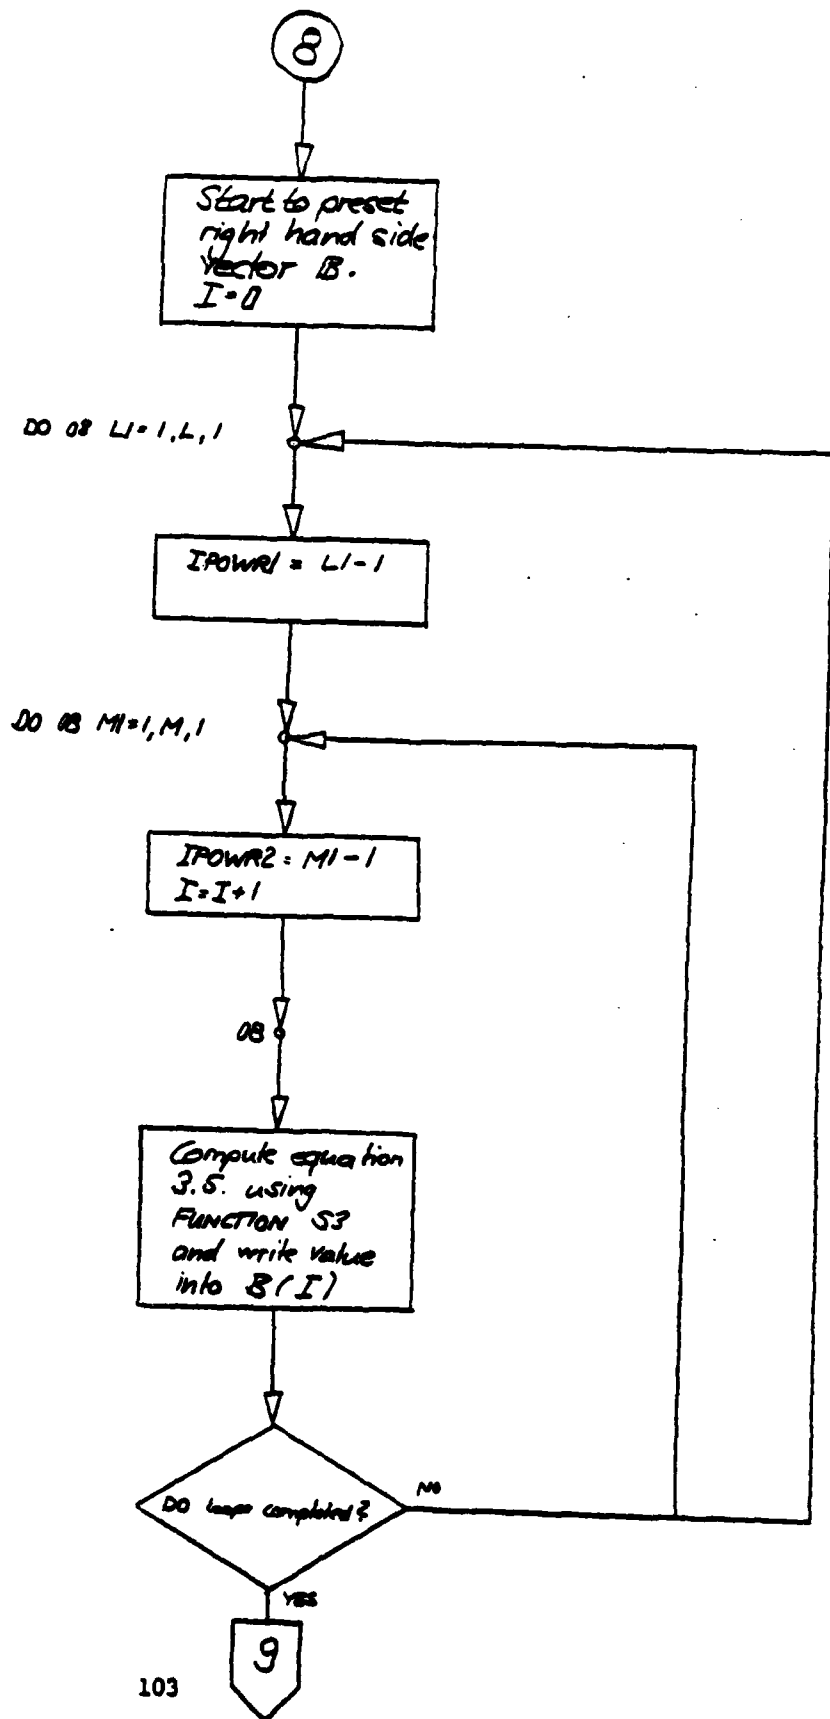 8
Start to preset
right hand side
vector B.
I=0
DO 08 L1=1,L,1
IPOWR1 = L1-1
DO 08 M1=1,M,1
IPOWR2 = M1-1
I=I+1
08
Compute equation
3.5. using
FUNCTION S3
and write value
into B(I)
DO loops completed?
NO
YES
9
103